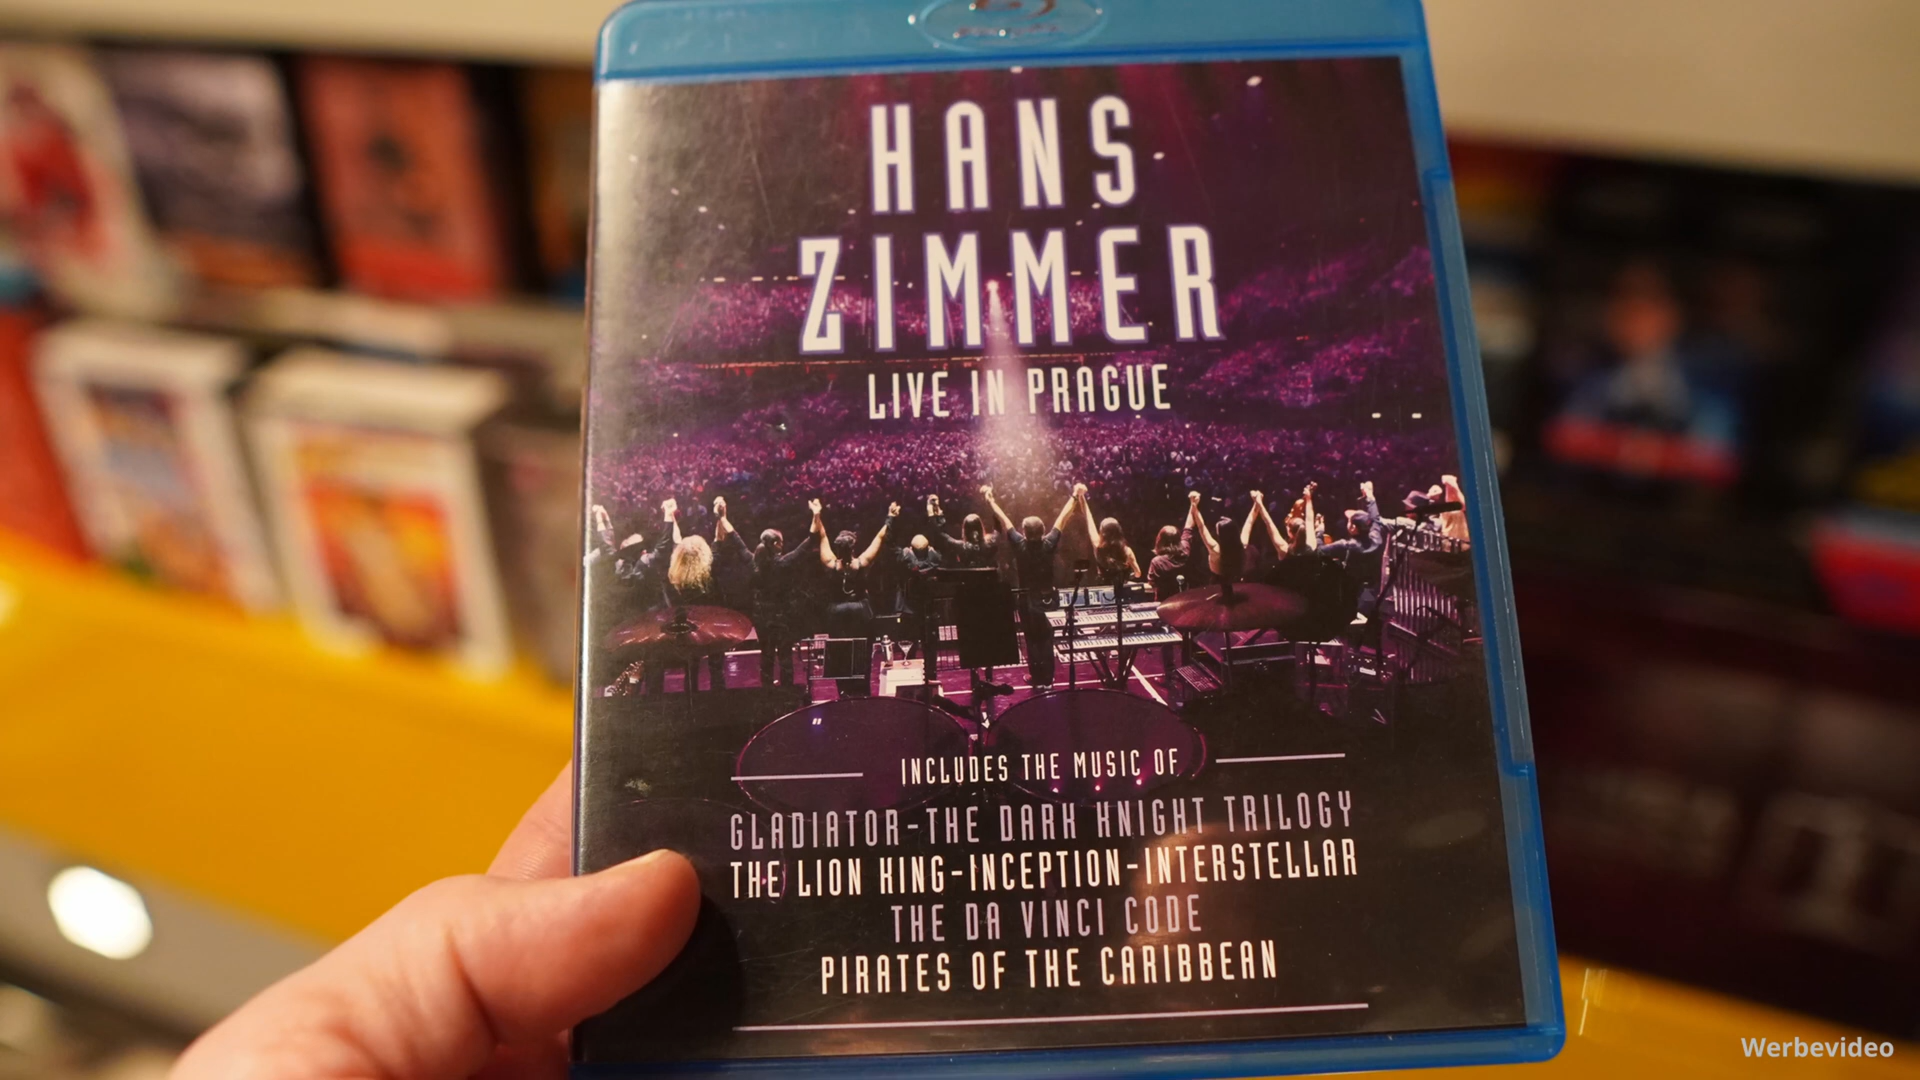 HANS
ZIMMER
LIVE IN PRAGUE
INCLUDES THE MUSIC OF
GLADIATOR-THE DARK KNIGHT TRILOGY
THE LION KING-INCEPTION-INTERSTELLAR
THE DA VINCI CODE
PIRATES OF THE CARIBBEAN
Werbevideo